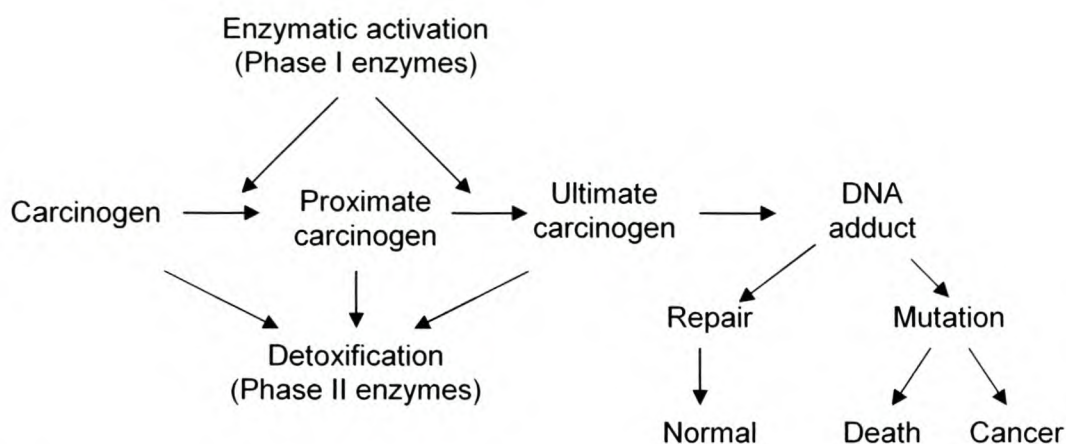 Enzymatic activation
(Phase I enzymes)
Carcinogen
Proximate
carcinogen
Ultimate
carcinogen
DNA
adduct
Detoxification
(Phase II enzymes)
Repair
Mutation
Normal
Death
Cancer